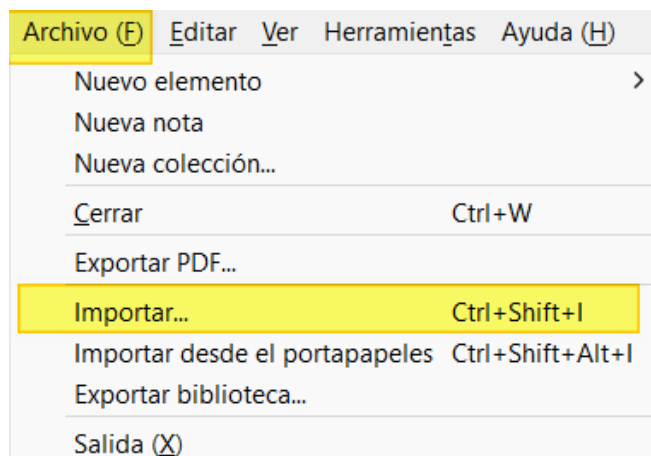 Archivo (F) Editar Ver Herramientas Ayuda (H)
Nuevo elemento >
Nueva nota
Nueva colección...
Cerrar Ctrl+W
Exportar PDF...
Importar... Ctrl+Shift+I
Importar desde el portapapeles Ctrl+Shift+Alt+I
Exportar biblioteca...
Salida (X)